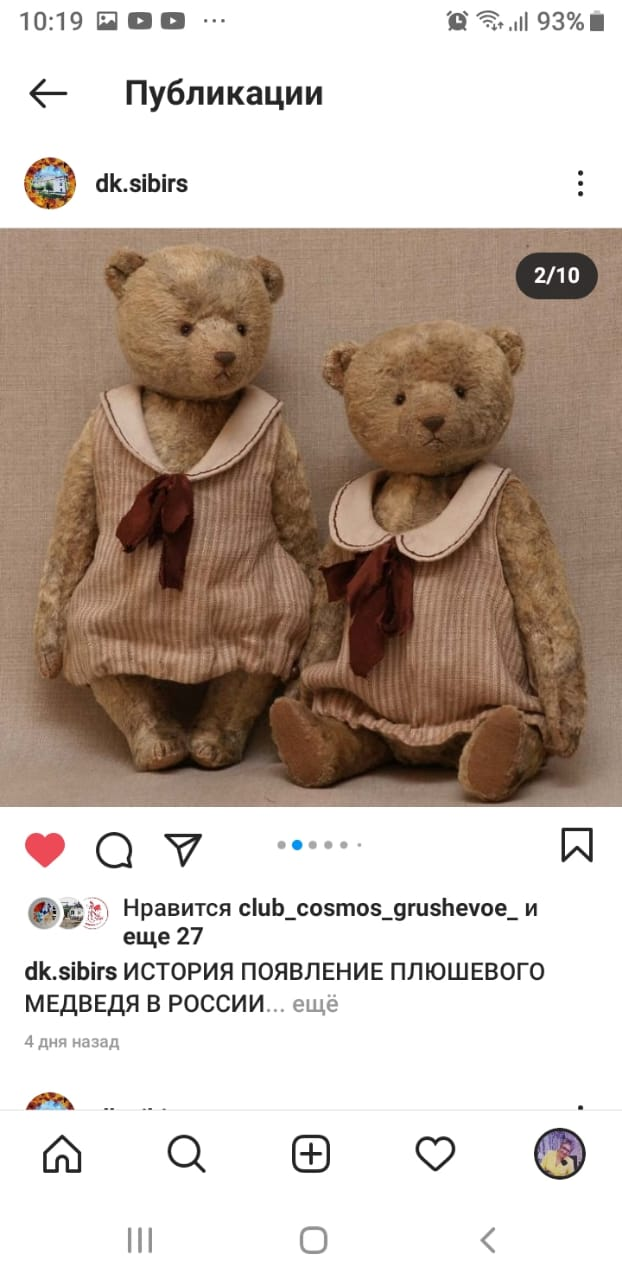 10:19 ... 93%
Публикации
dk.sibirs
2/10
Нравится club_cosmos_grushevoe_ и
еще 27
dk.sibirs ИСТОРИЯ ПОЯВЛЕНИЕ ПЛЮШЕВОГО
МЕДВЕДЯ В РОССИИ... ещё
4 дня назад